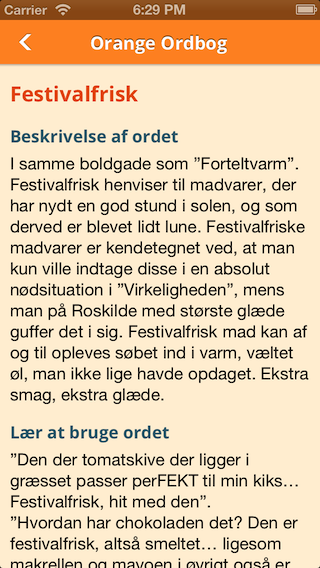 Carrier 6:29 PM
Orange Ordbog
Festivalfrisk
Beskrivelse af ordet
I samme boldgade som ”Forteltvarm”.
Festivalfrisk henviser til madvarer, der
har nydt en god stund i solen, og som
derved er blevet lidt lune. Festivalfriske
madvarer er kendetegnet ved, at man
kun ville indtage disse i en absolut
nødsituation i ”Virkeligheden”, mens
man på Roskilde med største glæde
guffer det i sig. Festivalfrisk mad kan af
og til opleves søbet ind i varm, væltet
øl, man ikke lige havde opdaget. Ekstra
smag, ekstra glæde.
Lær at bruge ordet
”Den der tomatskive der ligger i
græsset passer perFEKT til min kiks…
Festivalfrisk, hit med den”.
”Hvordan har chokoladen det? Den er
festivalfrisk, altså smeltet… ligesom
makrellen og mayoen i øvrigt også er